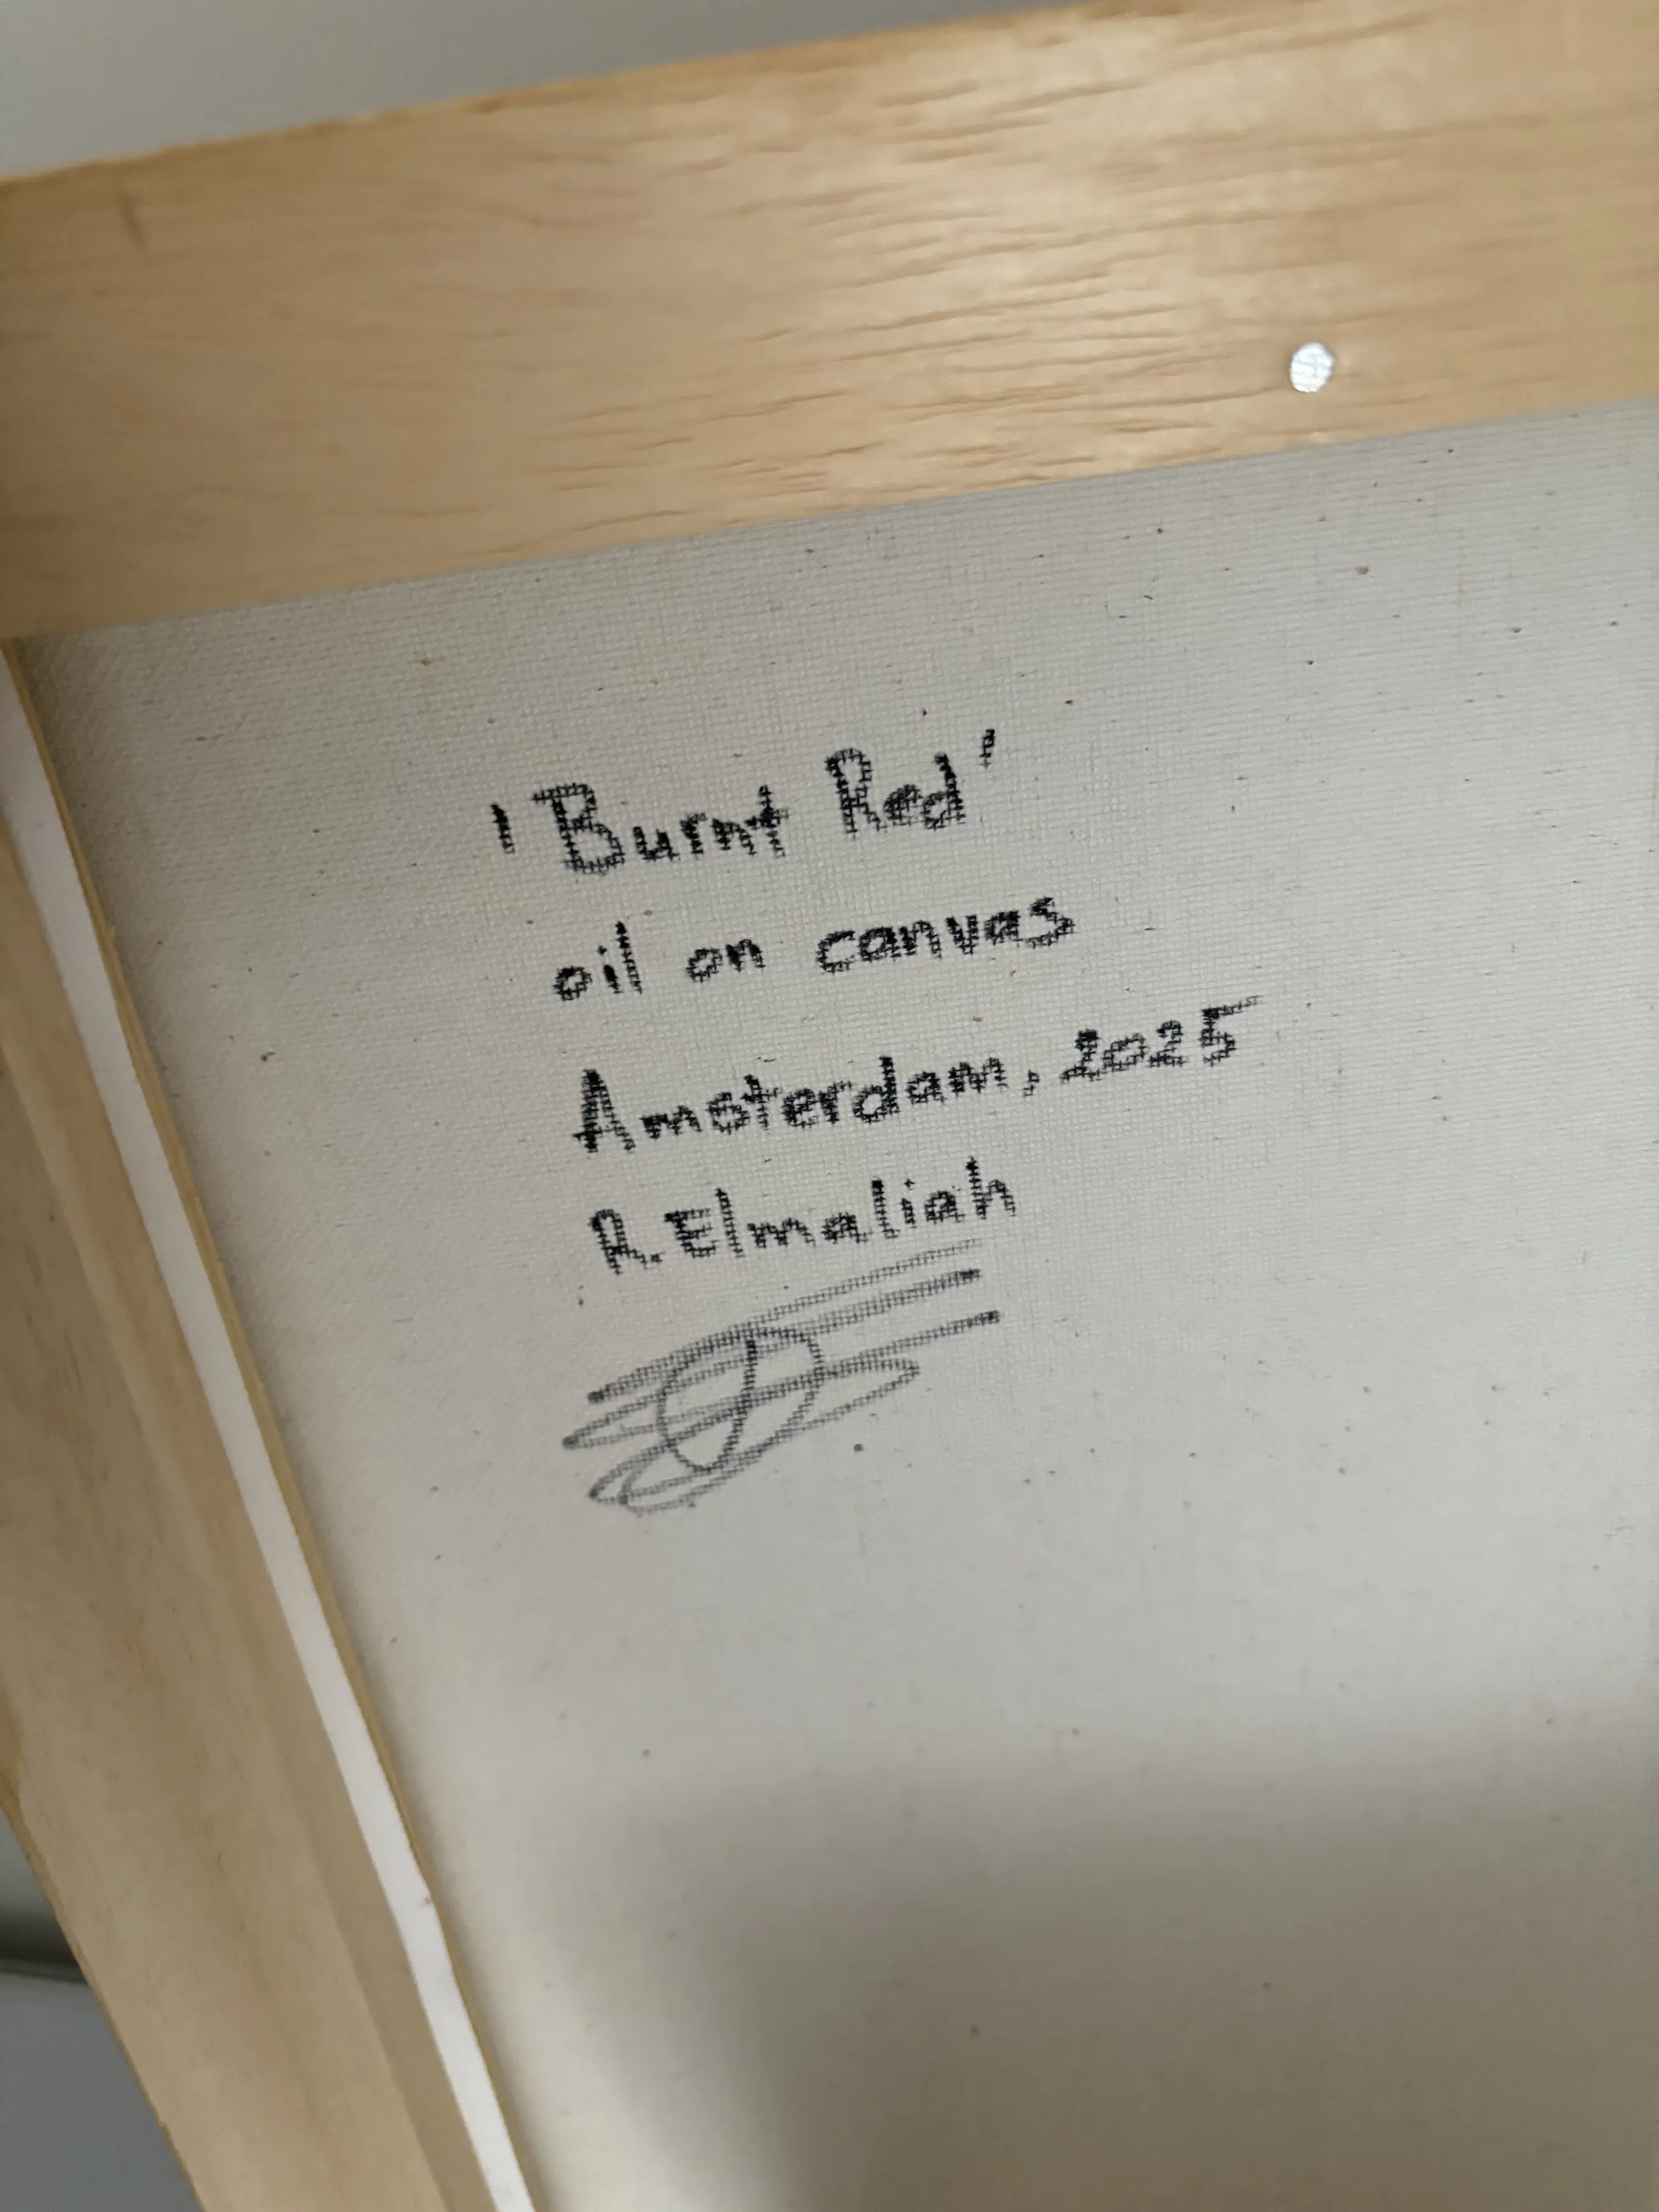 'Burnt Red'
oil on canvas
Amsterdam, 2025
R. Elmaliah